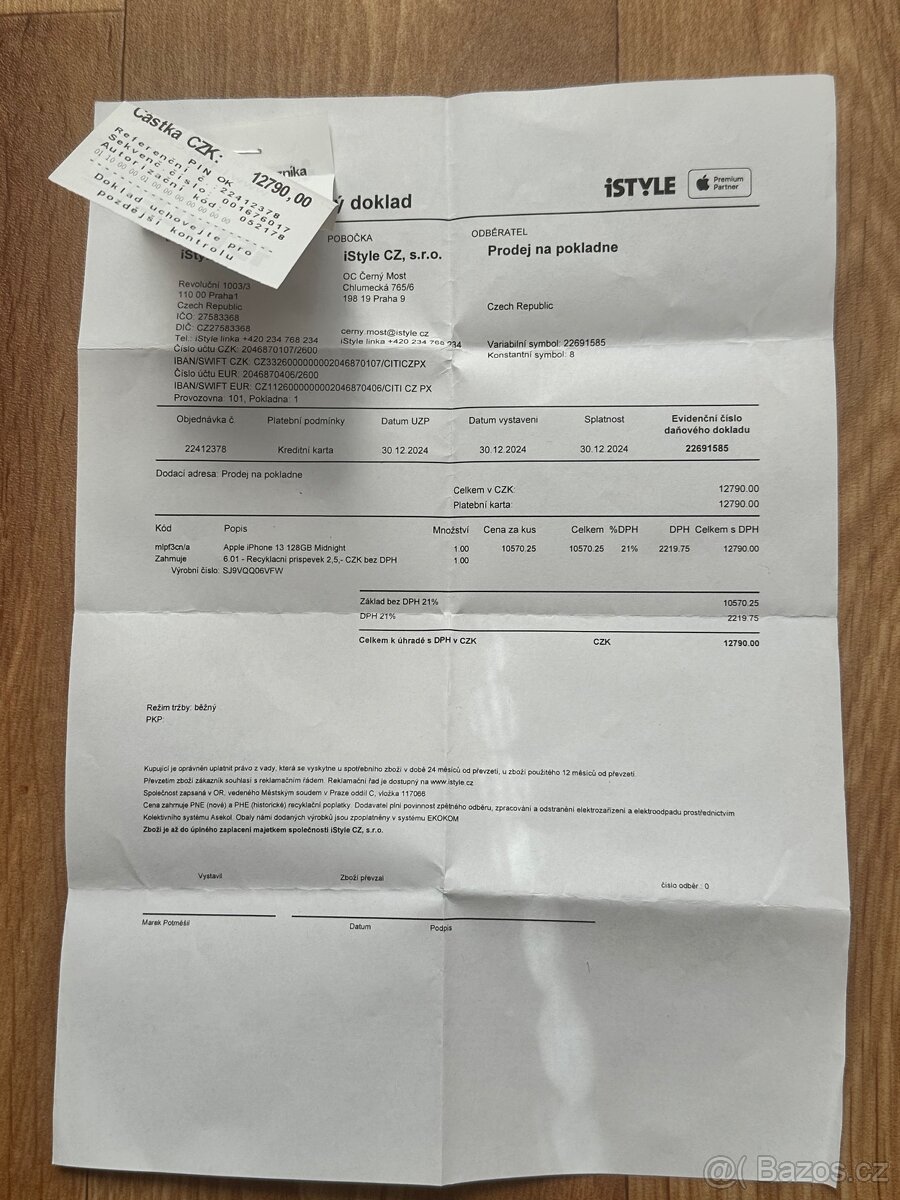 Částka CZK: 12790,00
PIN OK
Referenční č.: 22412378
Sekvenč číslo: 001676017
Autorizační kód: 052178
Doklad uchovejte pro
pozdější kontrolu
ý doklad
iSTYLE Premium Partner
POBOČKA
ODBĚRATEL
iSty
iStyle CZ, s.r.o.
Prodej na pokladne
Revoluční 1003/3
110 00 Praha1
Czech Republic
IČO: 27583368
DIČ: CZ27583368
Tel.: iStyle linka +420 234 768 234
OC Černý Most
Chlumecká 765/6
198 19 Praha 9
cerny.most@istyle.cz
iStyle linka +420 234 768 234
Czech Republic
Variabilní symbol: 22691585
Konstantní symbol: 8
Číslo účtu CZK: 2046870107/2600
IBAN/SWIFT CZK: CZ3326000000002046870107/CITICZPX
Číslo účtu EUR: 2046870406/2600
IBAN/SWIFT EUR: CZ1126000000002046870406/CITI CZ PX
Provozovna: 101, Pokladna: 1
Objednávka č Platební podmínky Datum UZP Datum vystaveni Splatnost Evidenční číslo daňového dokladu
22412378 Kreditní karta 30.12.2024 30.12.2024 30.12.2024 22691585
Dodací adresa: Prodej na pokladne
Celkem v CZK: 12790.00
Platební karta: 12790.00
Kód Popis Množství Cena za kus Celkem %DPH DPH Celkem s DPH
mlpf3cn/a Apple iPhone 13 128GB Midnight 1.00 10570.25 10570.25 21% 2219.75 12790.00
Zahrnuje 6.01 - Recyklacni prispevek 2,5,- CZK bez DPH 1.00
Výrobní číslo: SJ9VQQ06VFW
Základ bez DPH 21% 10570.25
DPH 21% 2219.75
Celkem k úhradě s DPH v CZK CZK 12790.00
Režim tržby: běžný
PKP:
Kupující je oprávněn uplatnit právo z vady, která se vyskytne u spotřebního zboží v době 24 měsíců od převzetí, u zboží použitého 12 měsíců od převzetí.
Převzetím zboží zákazník souhlasí s reklamačním řádem. Reklamační řad je dostupný na www.istyle.cz
Společnost zapsaná v OR, vedeného Městským soudem v Praze oddíl C, vložka 117066
Cena zahrnuje PNE (nové) a PHE (historické) recyklační poplatky. Dodavatel plní povinnost zpětného odběru, zpracování a odstranění elektrozařízení a elektroodpadu prostřednictvím
Kolektivního systému Asekol. Obaly námi dodaných výrobků jsou zpoplatněny v systému EKOKOM
Zboží je až do úplného zaplacení majetkem společnosti iStyle CZ, s.r.o.
Vystavil Zboží převzal číslo odběr.: 0
Marek Potměšil Datum Podpis
@( Bazos.cz